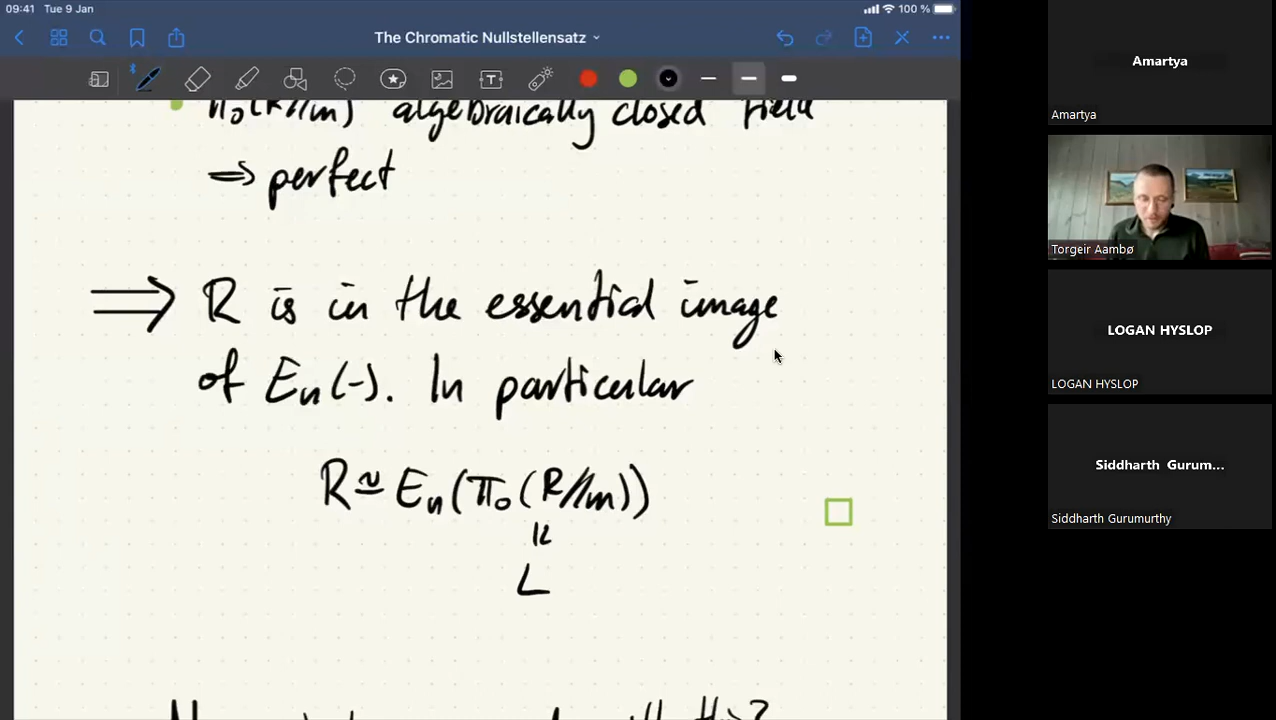 09:41 Tue 9 Jan
100 %
The Chromatic Nullstellensatz
π₀(R//m) algebraically closed field
⇒ perfect
⟹ R is in the essential image
of Eₙ(-). In particular
R ≃ Eₙ(π₀(R//m))
L
Amartya
Amartya
Torgeir Aambø
LOGAN HYSLOP
LOGAN HYSLOP
Siddharth Gurum...
Siddharth Gurumurthy